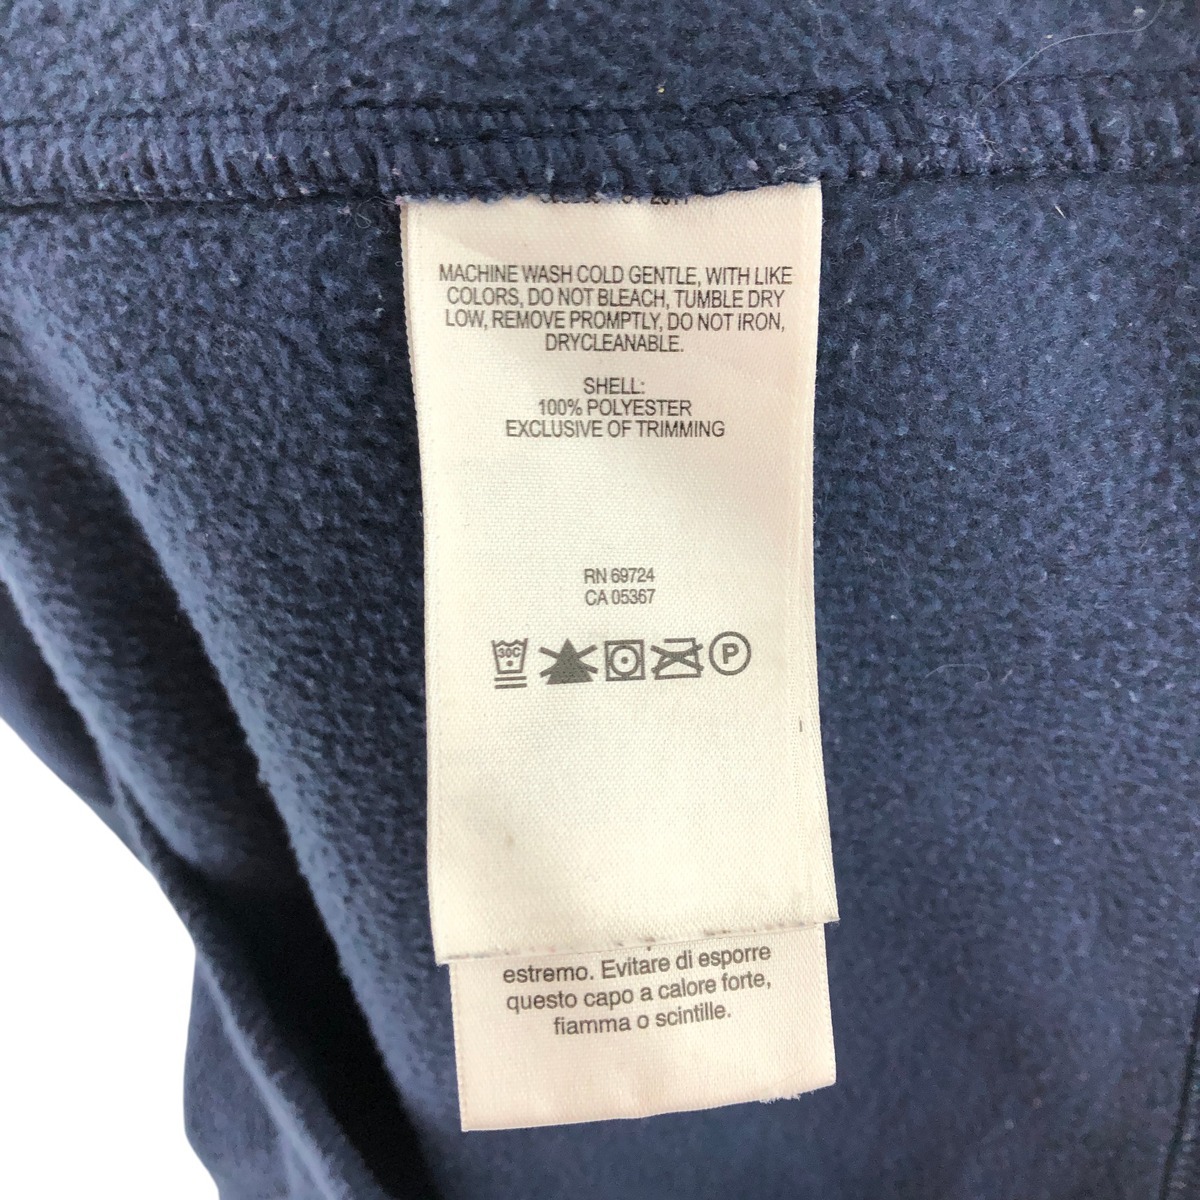 MACHINE WASH COLD GENTLE, WITH LIKE
COLORS, DO NOT BLEACH, TUMBLE DRY
LOW, REMOVE PROMPTLY, DO NOT IRON,
DRYCLEANABLE.
SHELL:
100% POLYESTER
EXCLUSIVE OF TRIMMING
RN 69724
CA 05367
30C P
estremo. Evitare di esporre
questo capo a calore forte,
fiamma o scintille.